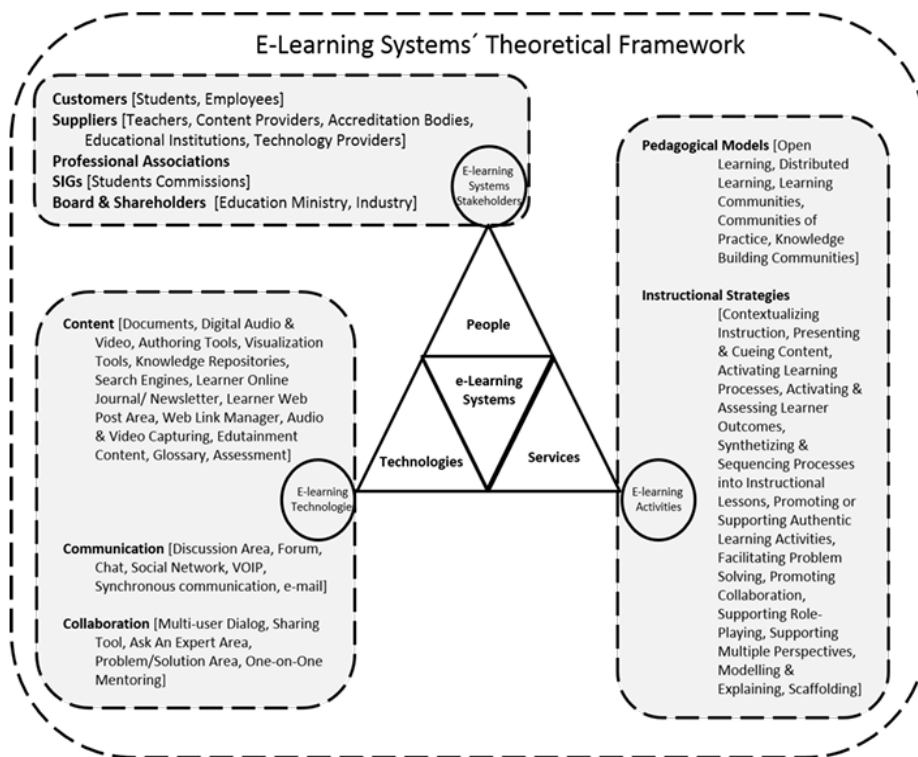 E-Learning Systems´ Theoretical Framework
Customers [Students, Employees]
Suppliers [Teachers, Content Providers, Accreditation Bodies,
Educational Institutions, Technology Providers]
Professional Associations
SIGs [Students Commissions]
Board & Shareholders [Education Ministry, Industry]
E-learning
Systems
Stakeholders
People
e-Learning
Systems
Technologies
Services
Content [Documents, Digital Audio &
Video, Authoring Tools, Visualization
Tools, Knowledge Repositories,
Search Engines, Learner Online
Journal/ Newsletter, Learner Web
Post Area, Web Link Manager, Audio
& Video Capturing, Edutainment
Content, Glossary, Assessment]
E-learning
Technologie
Communication [Discussion Area, Forum,
Chat, Social Network, VOIP,
Synchronous communication, e-mail]
Collaboration [Multi-user Dialog, Sharing
Tool, Ask An Expert Area,
Problem/Solution Area, One-on-One
Mentoring]
Pedagogical Models [Open
Learning, Distributed
Learning, Learning
Communities,
Communities of
Practice, Knowledge
Building Communities]
Instructional Strategies
[Contextualizing
Instruction, Presenting
& Cueing Content,
Activating Learning
Processes, Activating &
Assessing Learner
Outcomes,
Synthetizing &
Sequencing Processes
into Instructional
Lessons, Promoting or
Supporting Authentic
Learning Activities,
Facilitating Problem
Solving, Promoting
Collaboration,
Supporting Role-
Playing, Supporting
Multiple Perspectives,
Modelling &
Explaining, Scaffolding]
E-learning
Activities